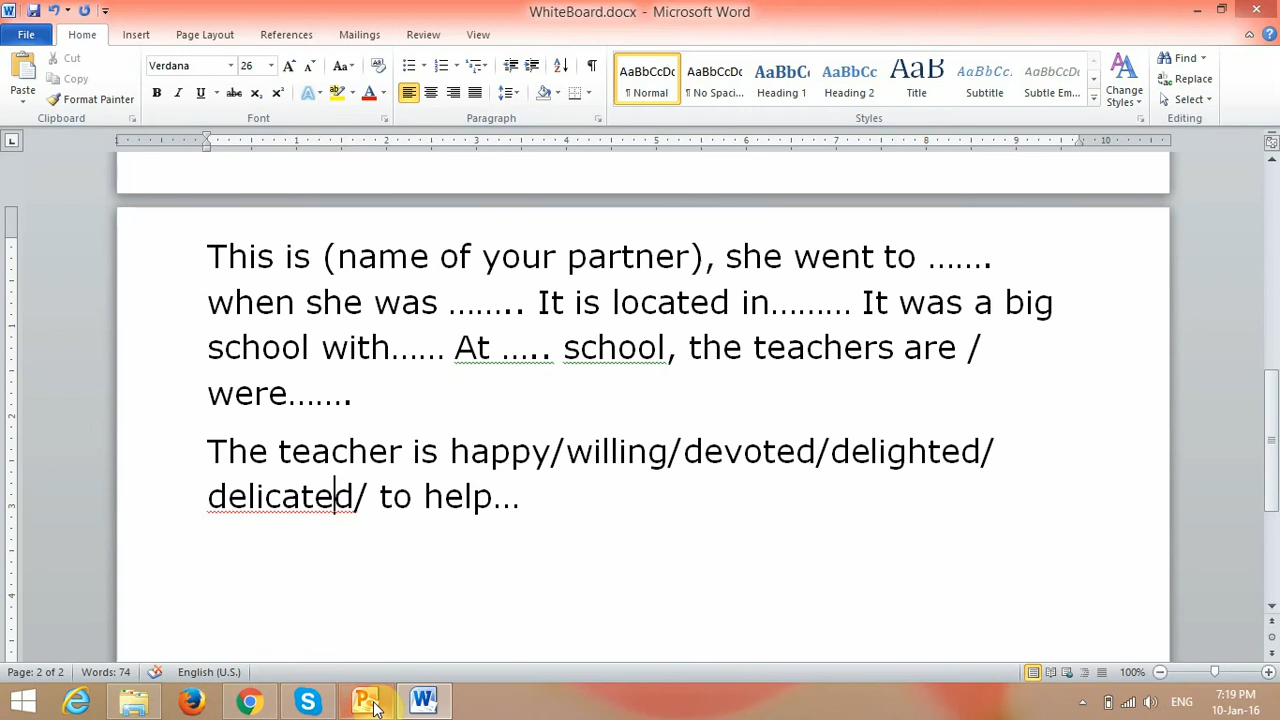 WhiteBoard.docx - Microsoft Word
File Home Insert Page Layout References Mailings Review View
Paste
Cut
Copy
Format Painter
Clipboard
Verdana 26
Font
Paragraph
AaBbCcDc AaBbCcDc AaBbC AaBbCc AaB AaBbCcL AaBbCcDc
¶ Normal ¶ No Spaci... Heading 1 Heading 2 Title Subtitle Subtle Em...
Styles
Change Styles
Find
Replace
Select
Editing
This is (name of your partner), she went to …….
when she was …….. It is located in……… It was a big
school with…… At ….. school, the teachers are /
were…….
The teacher is happy/willing/devoted/delighted/
delicated/ to help…
Page: 2 of 2 Words: 74 English (U.S.) 100%
ENG 7:19 PM
10-Jan-16